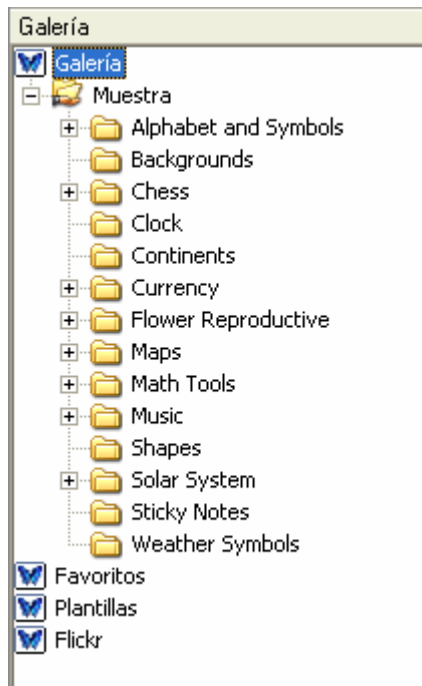 Galería
Galería
Muestra
Alphabet and Symbols
Backgrounds
Chess
Clock
Continents
Currency
Flower Reproductive
Maps
Math Tools
Music
Shapes
Solar System
Sticky Notes
Weather Symbols
Favoritos
Plantillas
Flickr